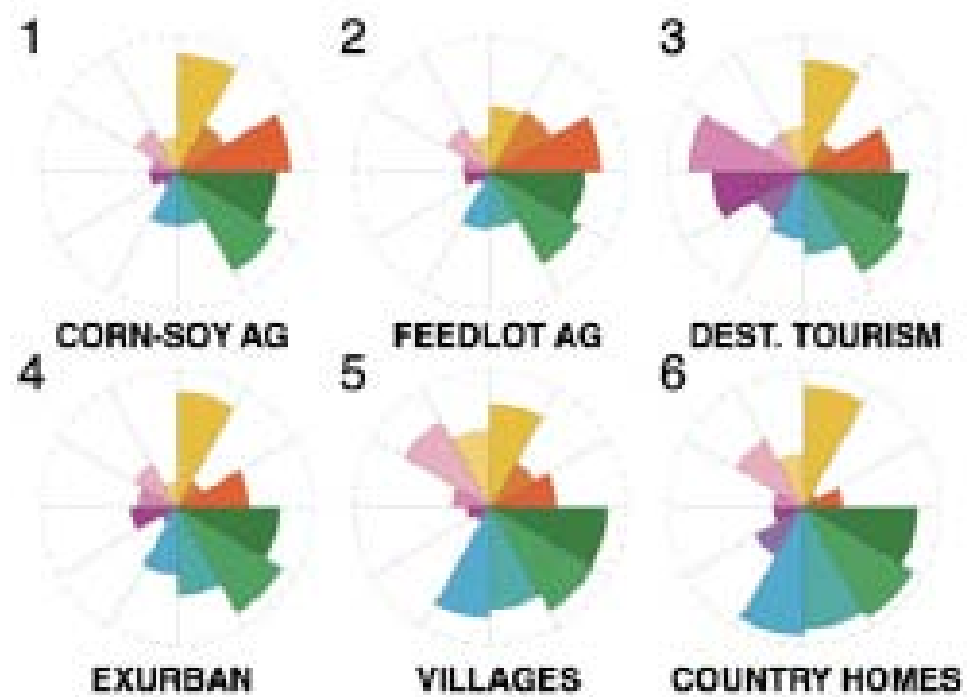 1
2
3
CORN-SOY AG
FEEDLOT AG
DEST. TOURISM
4
5
6
EXURBAN
VILLAGES
COUNTRY HOMES